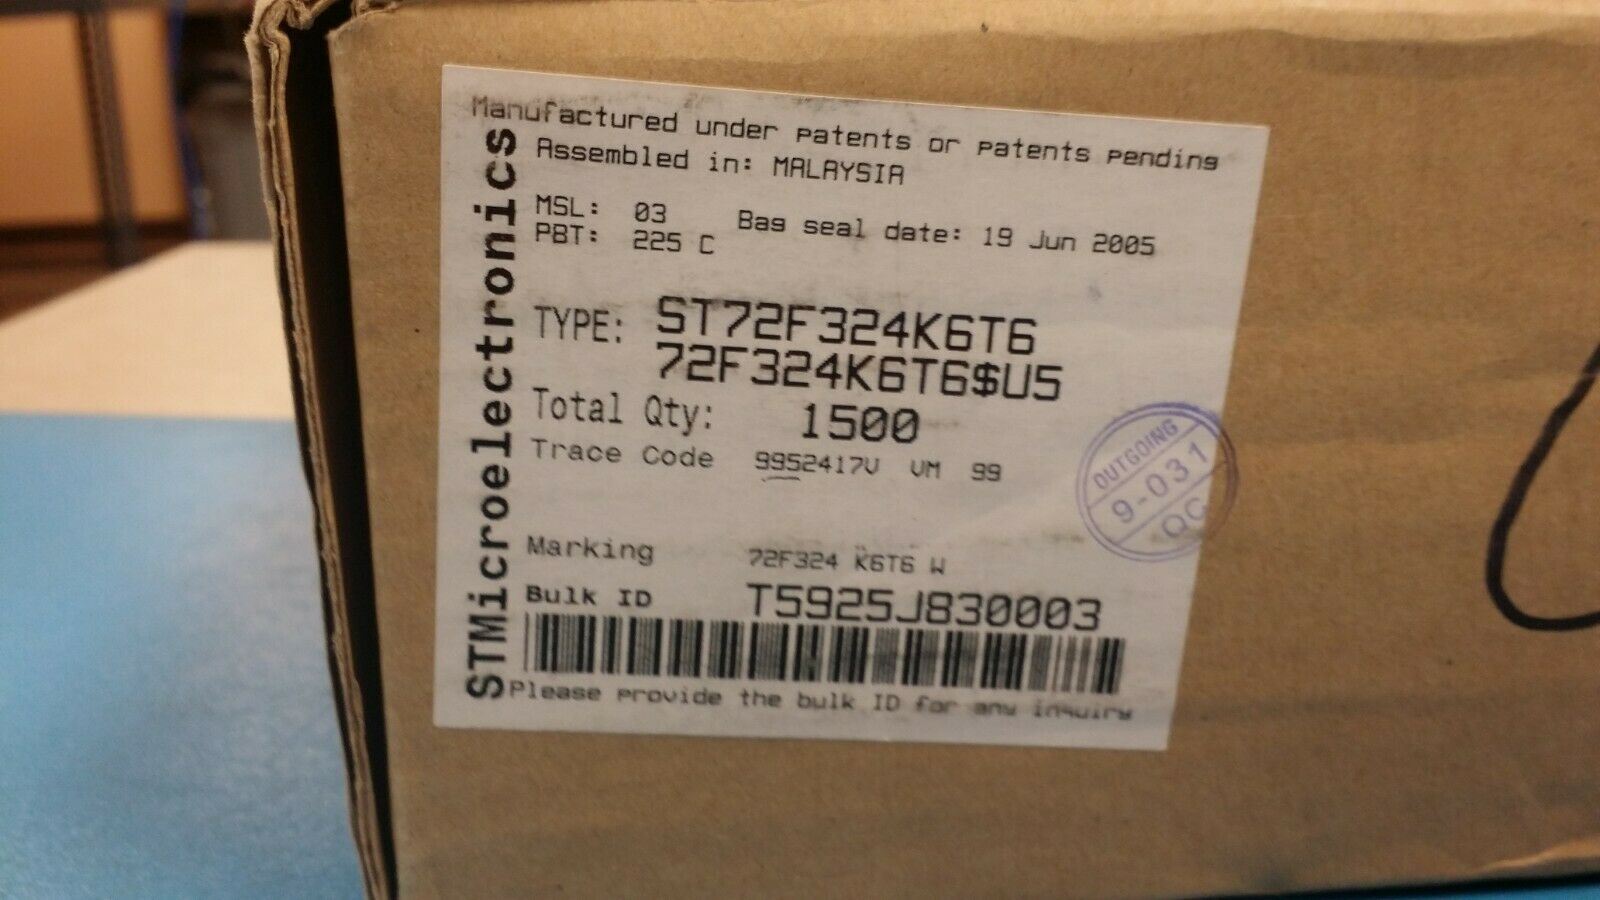 Manufactured under patents or patents pending
Assembled in: MALAYSIA
MSL: 03 Bag seal date: 19 Jun 2005
PBT: 225 C
TYPE: ST72F324K6T6
72F324K6T6$U5
Total Qty: 1500
Trace Code 9952417V VM 99
OUTGOING
9-031
QC
Marking 72F324 K6T6 W
Bulk ID T5925J830003
Please provide the bulk ID for any inquiry
STMicroelectronics